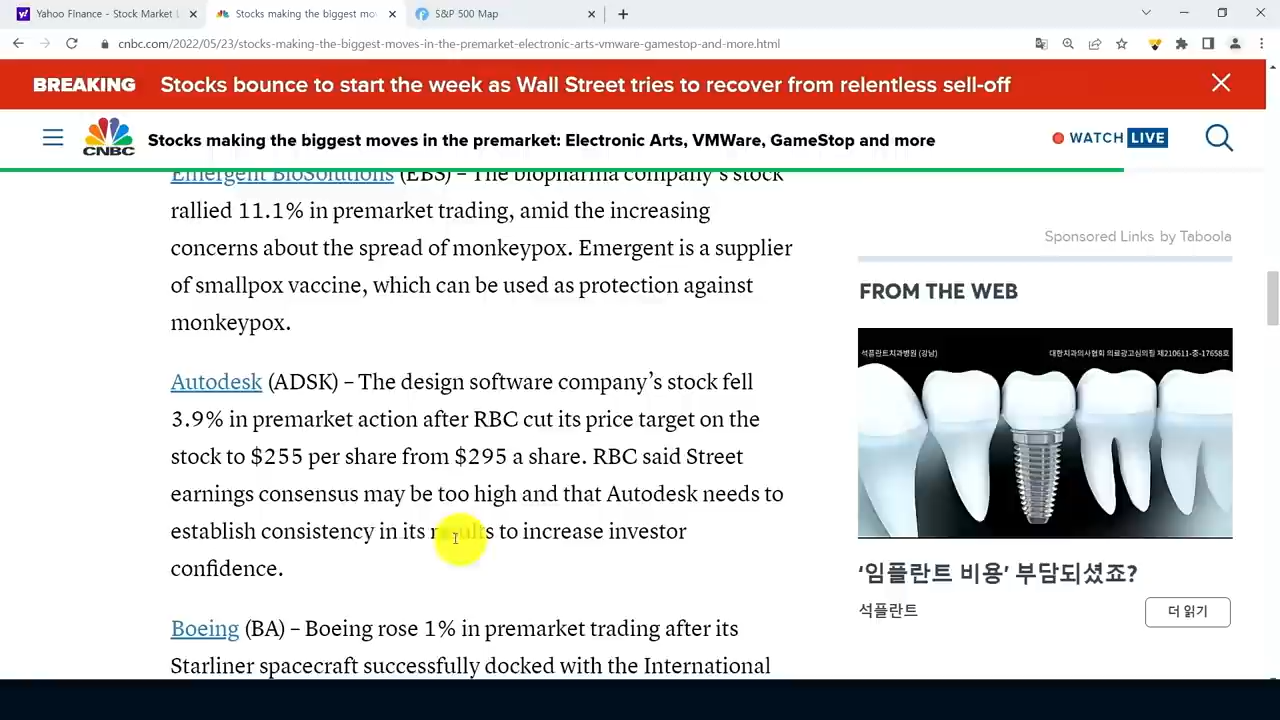 Yahoo Finance - Stock Market L
Stocks making the biggest mo
S&P 500 Map
cnbc.com/2022/05/23/stocks-making-the-biggest-moves-in-the-premarket-electronic-arts-vmware-gamestop-and-more.html
BREAKING Stocks bounce to start the week as Wall Street tries to recover from relentless sell-off
CNBC
Stocks making the biggest moves in the premarket: Electronic Arts, VMWare, GameStop and more
WATCH LIVE
Emergent BioSolutions (EBS) – The biopharma company's stock
rallied 11.1% in premarket trading, amid the increasing
concerns about the spread of monkeypox. Emergent is a supplier
of smallpox vaccine, which can be used as protection against
monkeypox.
Autodesk (ADSK) – The design software company's stock fell
3.9% in premarket action after RBC cut its price target on the
stock to $255 per share from $295 a share. RBC said Street
earnings consensus may be too high and that Autodesk needs to
establish consistency in its results to increase investor
confidence.
Boeing (BA) – Boeing rose 1% in premarket trading after its
Starliner spacecraft successfully docked with the International
Sponsored Links by Taboola
FROM THE WEB
석플란트치과병원 (강남)
대한치과의사협회 의료광고심의필 제210611-중-17658호
‘임플란트 비용’ 부담되셨죠?
석플란트
더 읽기